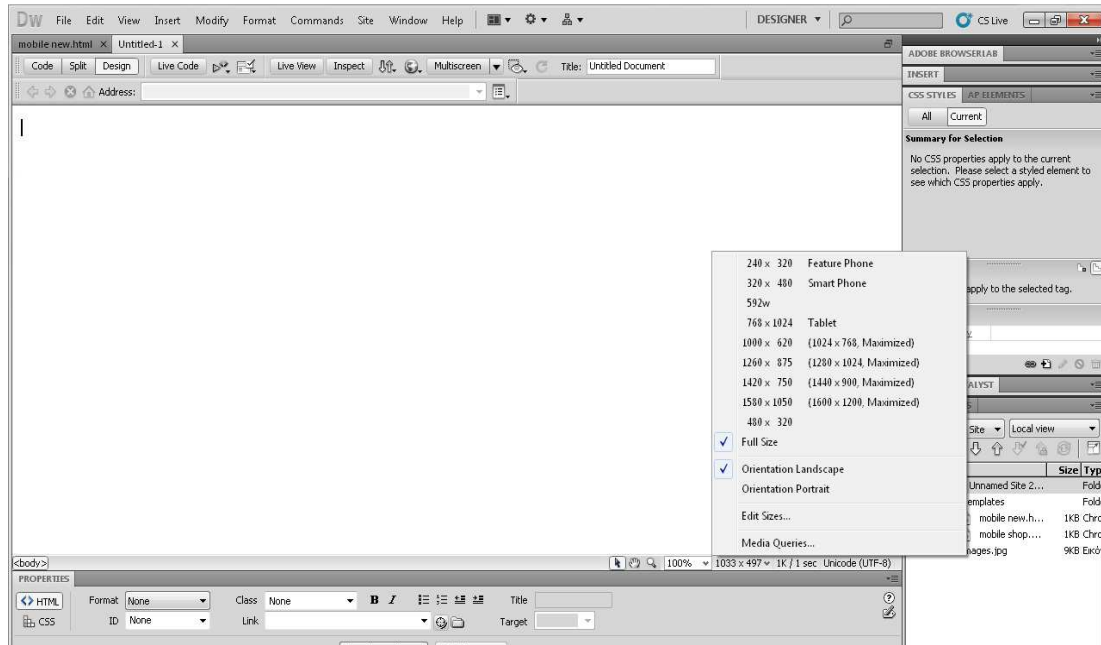 Dw File Edit View Insert Modify Format Commands Site Window Help DESIGNER CS Live
mobile new.html × Untitled-1 ×
Code Split Design Live Code Live View Inspect Multiscreen Title: Untitled Document
Address:
ADOBE BROWSERLAB
INSERT
CSS STYLES AP ELEMENTS
All Current
Summary for Selection
No CSS properties apply to the current
selection. Please select a styled element to
see which CSS properties apply.
apply to the selected tag.
240 x 320 Feature Phone
320 x 480 Smart Phone
592w
768 x 1024 Tablet
1000 x 620 (1024 x 768, Maximized)
1260 x 875 (1280 x 1024, Maximized)
1420 x 750 (1440 x 900, Maximized)
1580 x 1050 (1600 x 1200, Maximized)
480 x 320
Full Size
Orientation Landscape
Orientation Portrait
Edit Sizes...
Media Queries...
ALYST
Site Local view
Size Typ
Unnamed Site 2... Fold
emplates Fold
mobile new.h... 1KB Chro
mobile shop.... 1KB Chro
nages.jpg 9KB Εικό
<body> 100% 1033 x 497 1K / 1 sec Unicode (UTF-8)
PROPERTIES
<> HTML Format None Class None B I Title
CSS ID None Link Target